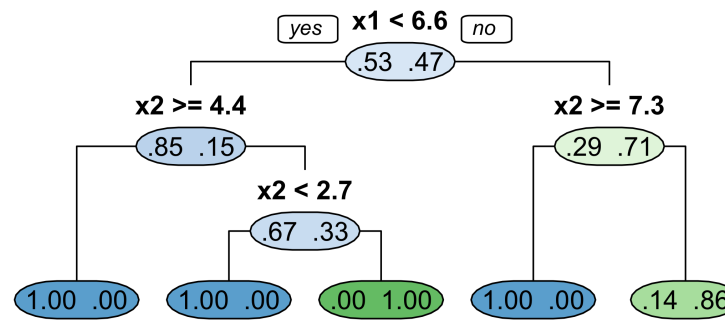 yes x1 < 6.6 no
.53 .47
x2 >= 4.4 x2 >= 7.3
.85 .15 .29 .71
x2 < 2.7
.67 .33
1.00 .00 1.00 .00 .00 1.00 1.00 .00 .14 .86